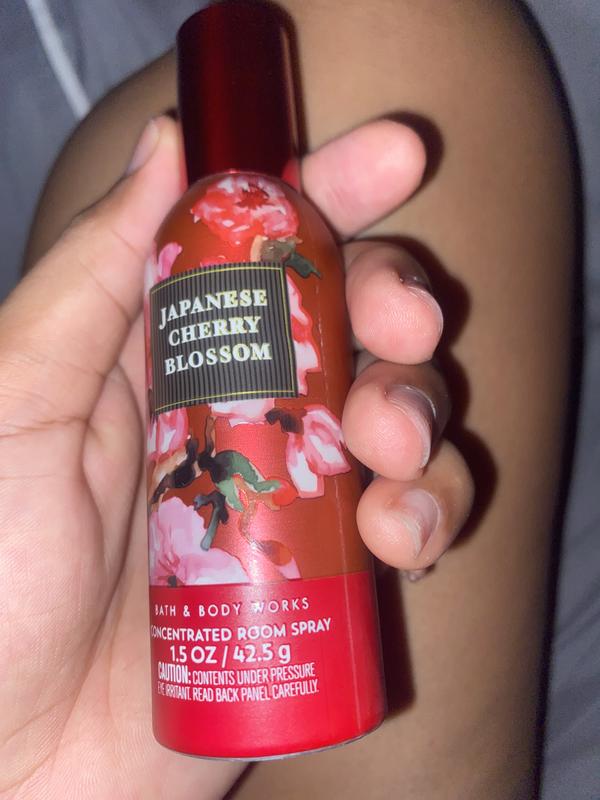 JAPANESE
CHERRY
BLOSSOM
BATH & BODY WORKS
CONCENTRATED ROOM SPRAY
1.5 OZ / 42.5 g
CAUTION: CONTENTS UNDER PRESSURE
EYE IRRITANT. READ BACK PANEL CAREFULLY.